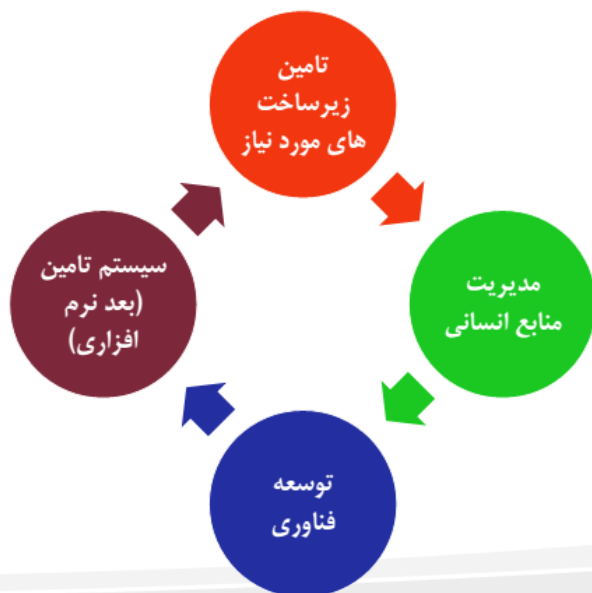 تامین
زیرساخت
های مورد نیاز
مدیریت
منابع انسانی
توسعه
فناوری
سیستم تامین
(بعد نرم
افزاری)